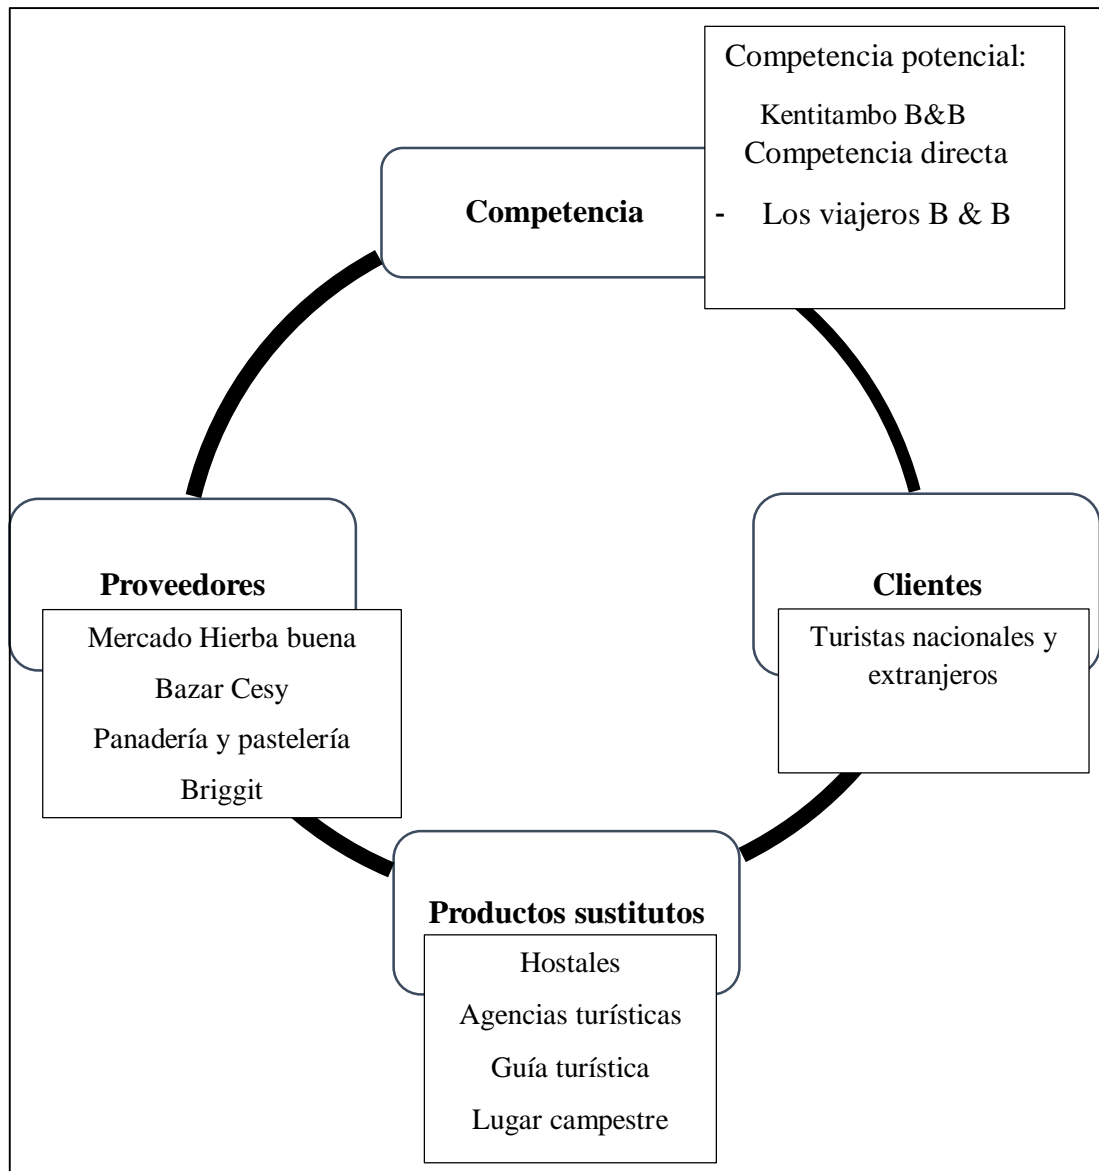 Competencia potencial:
Kentitambo B&B
Competencia directa
- Los viajeros B & B
Competencia
Proveedores
Mercado Hierba buena
Bazar Cesy
Panadería y pastelería
Briggit
Clientes
Turistas nacionales y
extranjeros
Productos sustitutos
Hostales
Agencias turísticas
Guía turística
Lugar campestre